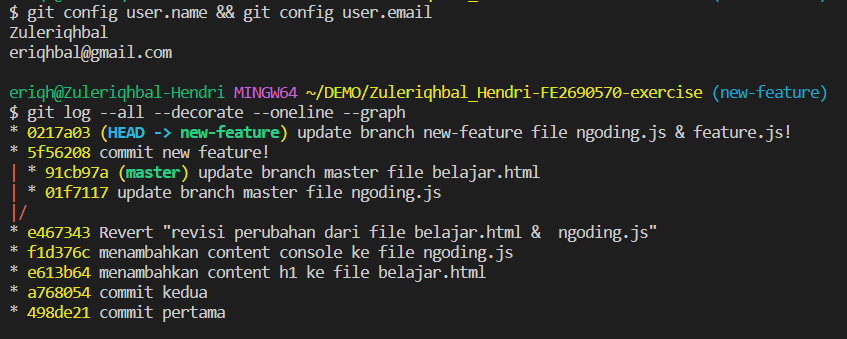 $ git config user.name && git config user.email
Zuleriqhbal
eriqhbal@gmail.com
eriqh@Zuleriqhbal-Hendri MINGW64 ~/DEMO/Zuleriqhbal_Hendri-FE2690570-exercise (new-feature)
$ git log --all --decorate --oneline --graph
* 0217a03 (HEAD -> new-feature) update branch new-feature file ngoding.js & feature.js!
* 5f56208 commit new feature!
| * 91cb97a (master) update branch master file belajar.html
| * 01f7117 update branch master file ngoding.js
|/
* e467343 Revert "revisi perubahan dari file belajar.html &  ngoding.js"
* f1d376c menambahkan content console ke file ngoding.js
* e613b64 menambahkan content h1 ke file belajar.html
* a768054 commit kedua
* 498de21 commit pertama